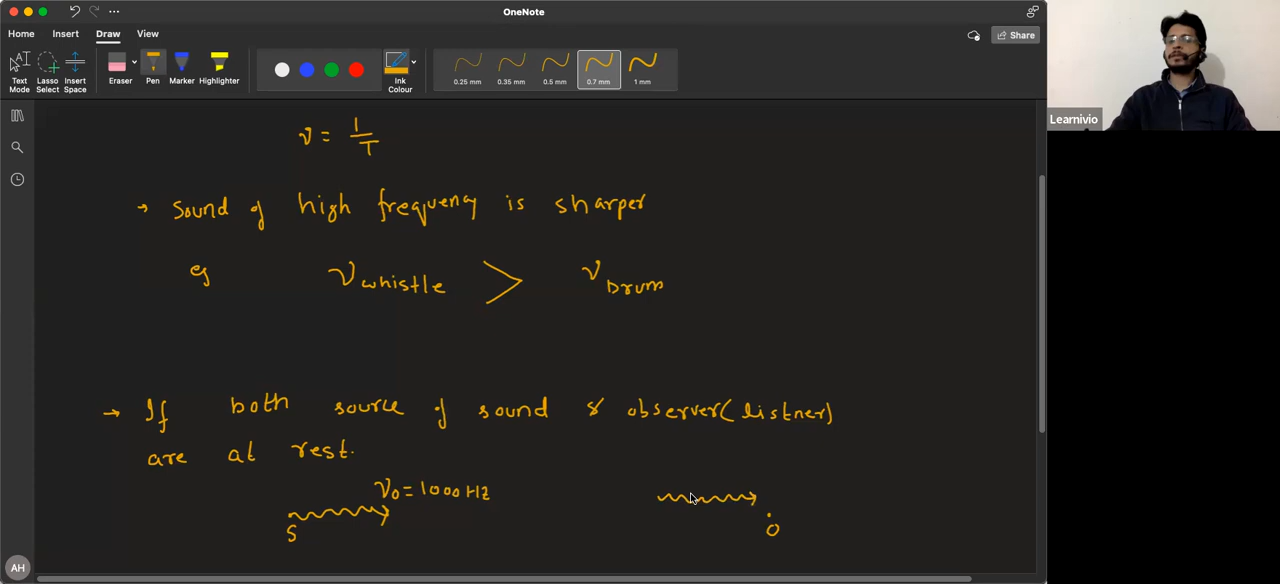 OneNote
Home Insert Draw View
Share
Text Mode
Lasso Select
Insert Space
Eraser
Pen
Marker
Highlighter
Ink Colour
0.25 mm
0.35 mm
0.5 mm
0.7 mm
1 mm
Learnivio
ν = 1/T
→ Sound of high frequency is sharper
eg ν whistle > ν Drum
→ If both source of sound & observer(listner)
are at rest.
ν0 = 1000 Hz
S
O
AH